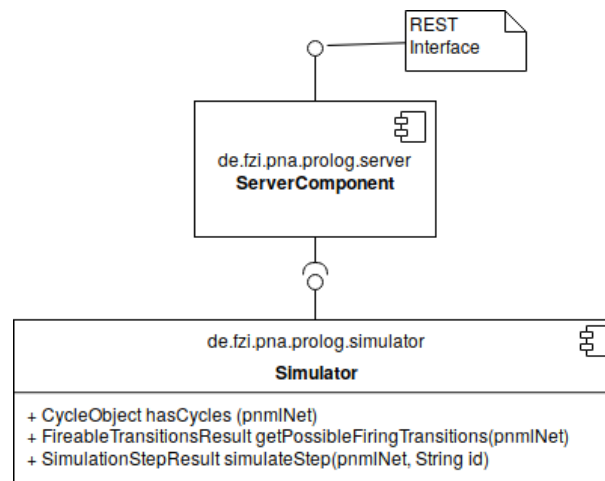 REST
Interface
de.fzi.pna.prolog.server
ServerComponent
de.fzi.pna.prolog.simulator
Simulator
+ CycleObject hasCycles (pnmlNet)
+ FireableTransitionsResult getPossibleFiringTransitions(pnmlNet)
+ SimulationStepResult simulateStep(pnmlNet, String id)